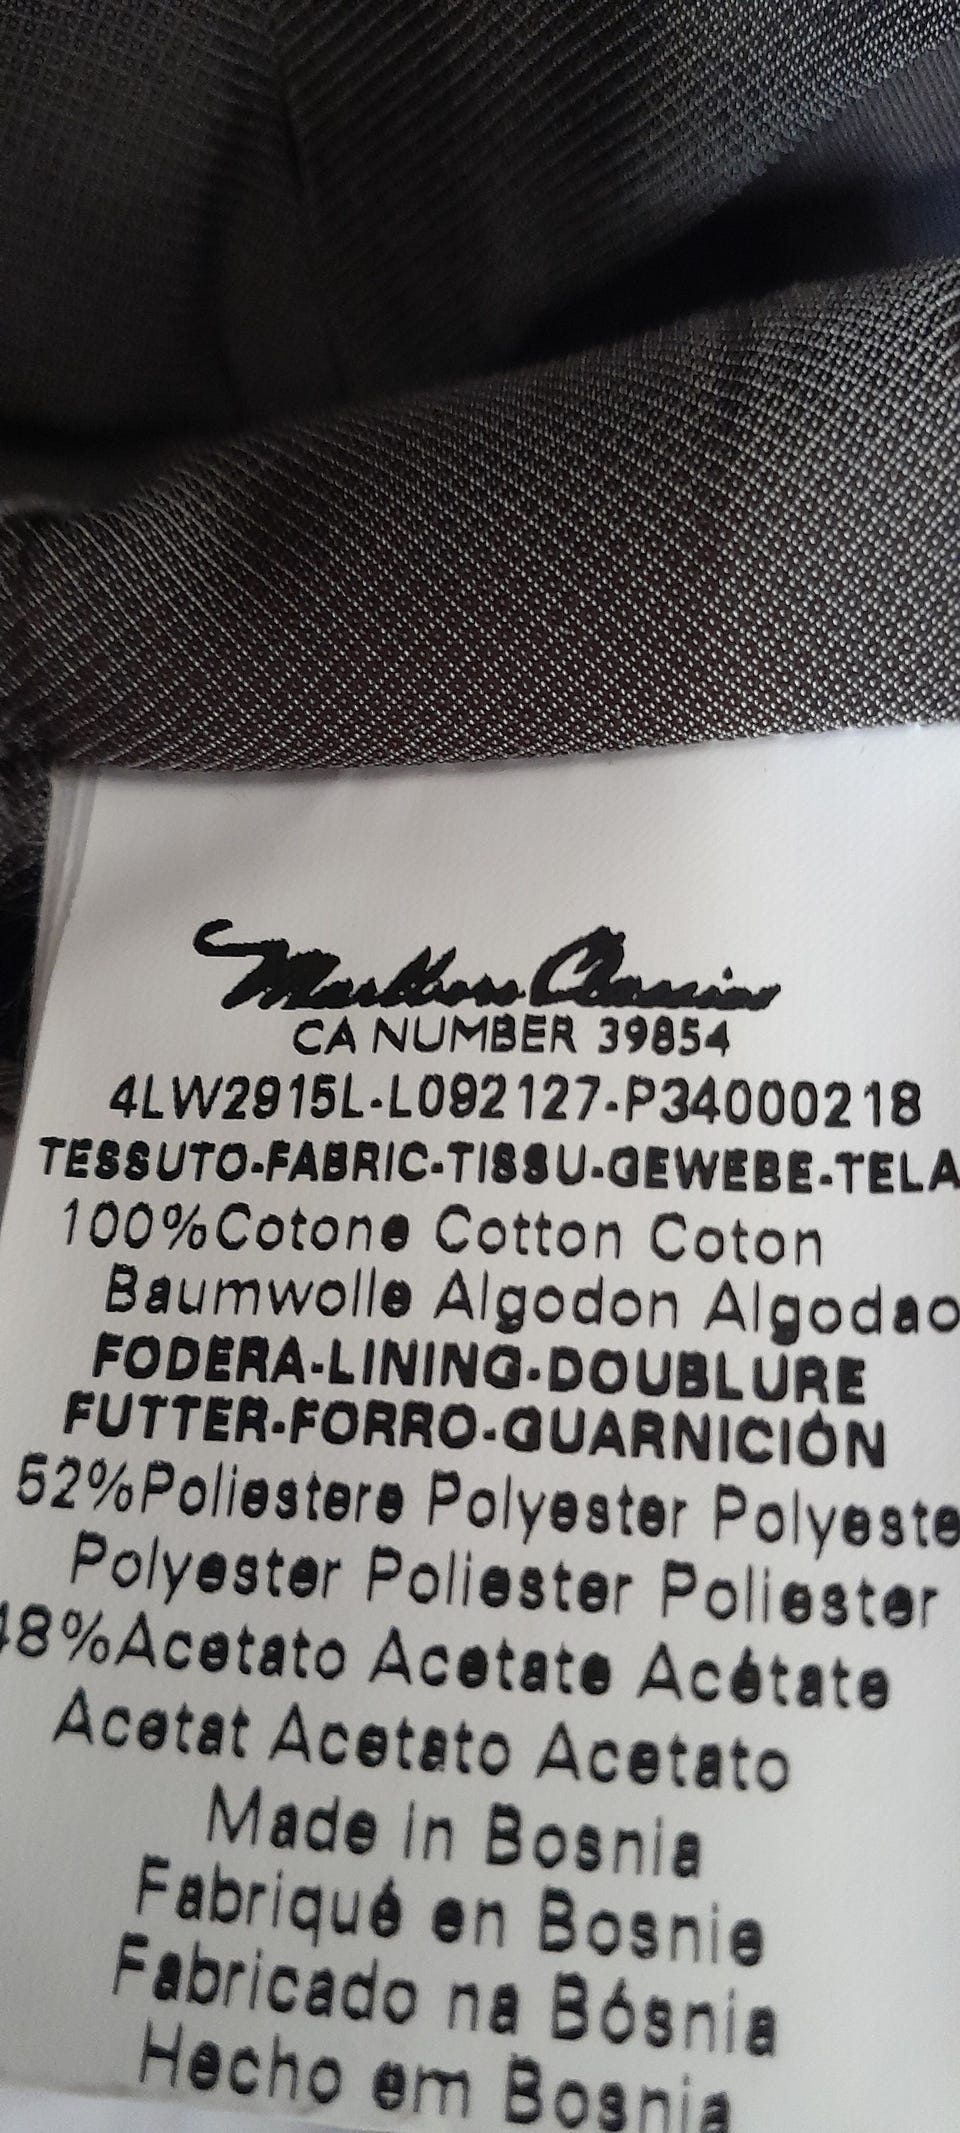 Marlboro Classics
CA NUMBER 39854
4LW2915L-L092127-P34000218
TESSUTO-FABRIC-TISSU-GEWEBE-TELA
100%Cotone Cotton Coton
Baumwolle Algodon Algodao
FODERA-LINING-DOUBLURE
FUTTER-FORRO-GUARNICIÓN
52%Poliestere Polyester Polyeste
Polyester Poliester Poliester
48%Acetato Acetate Acétate
Acetat Acetato Acetato
Made in Bosnia
Fabriqué en Bosnie
Fabricado na Bósnia
Hecho em Bosnia